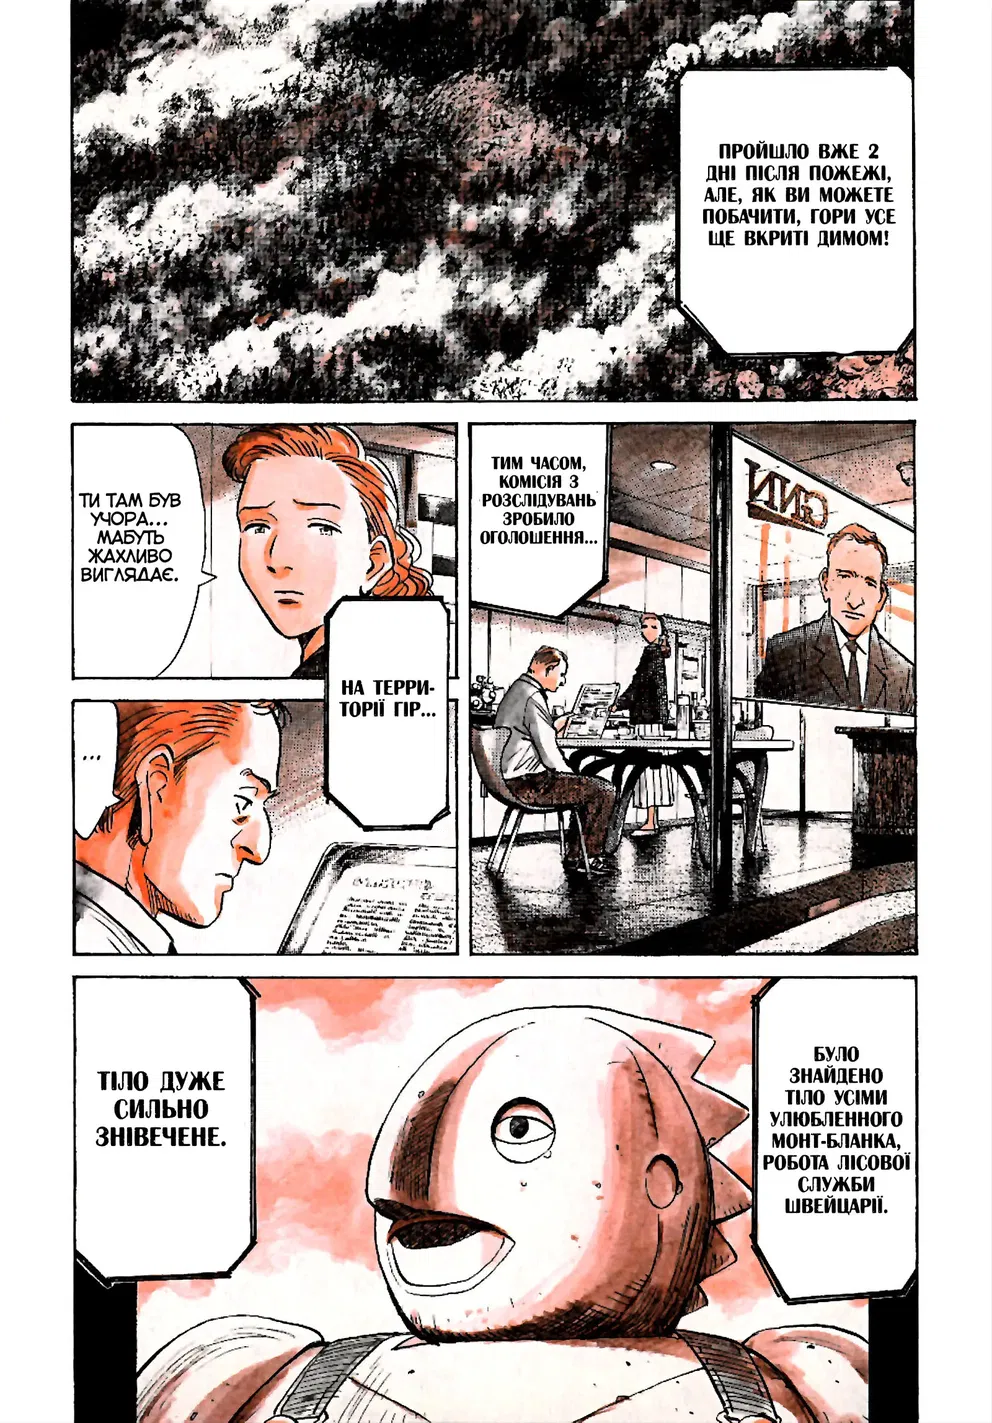 ПРОЙШЛО ВЖЕ 2
ДНІ ПІСЛЯ ПОЖЕЖІ,
АЛЕ, ЯК ВИ МОЖЕТЕ
ПОБАЧИТИ, ГОРИ УСЕ
ЩЕ ВКРИТІ ДИМОМ!
ТИ ТАМ БУВ
УЧОРА...
МАБУТЬ
ЖАХЛИВО
ВИГЛЯДАЄ.
ТИМ ЧАСОМ,
КОМІСІЯ З
РОЗСЛІДУВАНЬ
ЗРОБИЛО
ОГОЛОШЕННЯ...
НА ТЕРРИ-
ТОРІЇ ГІР...
...
БУЛО
ЗНАЙДЕНО
ТІЛО УСІМИ
УЛЮБЛЕННОГО
МОНТ-БЛАНКА,
РОБОТА ЛІСОВОЇ
СЛУЖБИ
ШВЕЙЦАРІЇ.
ТІЛО ДУЖЕ
СИЛЬНО
ЗНІВЕЧЕНЕ.